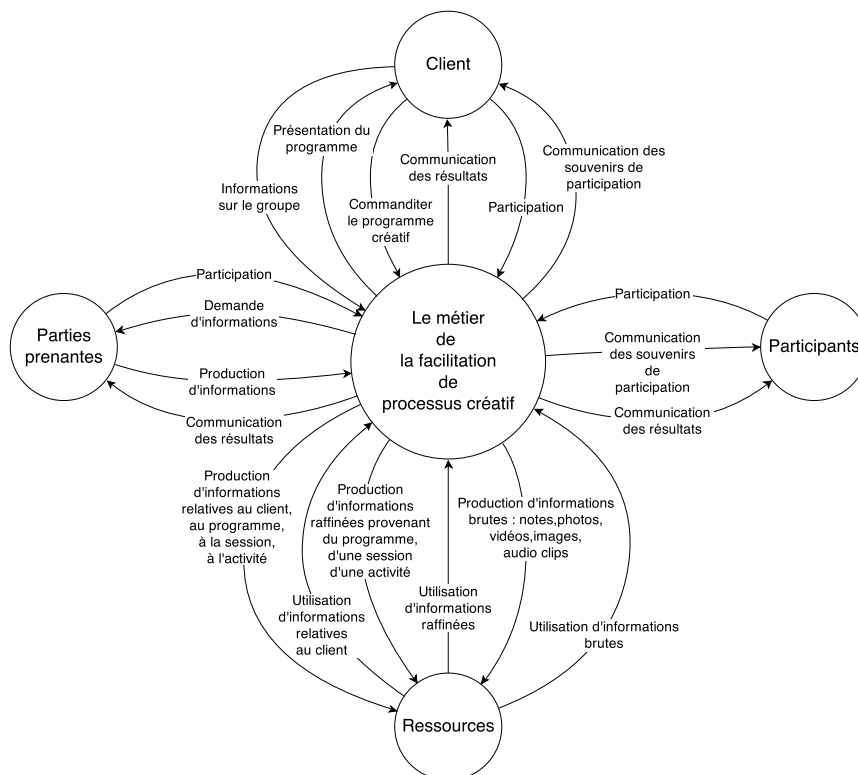 Client
Présentation du
programme
Informations
sur le groupe
Commanditer
le programme
créatif
Communication
des résultats
Participation
Communication des
souvenirs de
participation
Participation
Demande
d'informations
Parties
prenantes
Production
d'informations
Communication
des résultats
Le métier
de
la facilitation
de
processus créatif
Participation
Communication
des souvenirs
de
participation
Participants
Communication
des résultats
Production
d'informations
relatives au client,
au programme,
à la session,
à l'activité
Utilisation
d'informations
relatives
au client
Production
d'informations
raffinées provenant
du programme,
d'une session
d'une activité
Utilisation
d'informations
raffinées
Production d'informations
brutes : notes,photos,
vidéos,images,
audio clips
Utilisation d'informations
brutes
Ressources